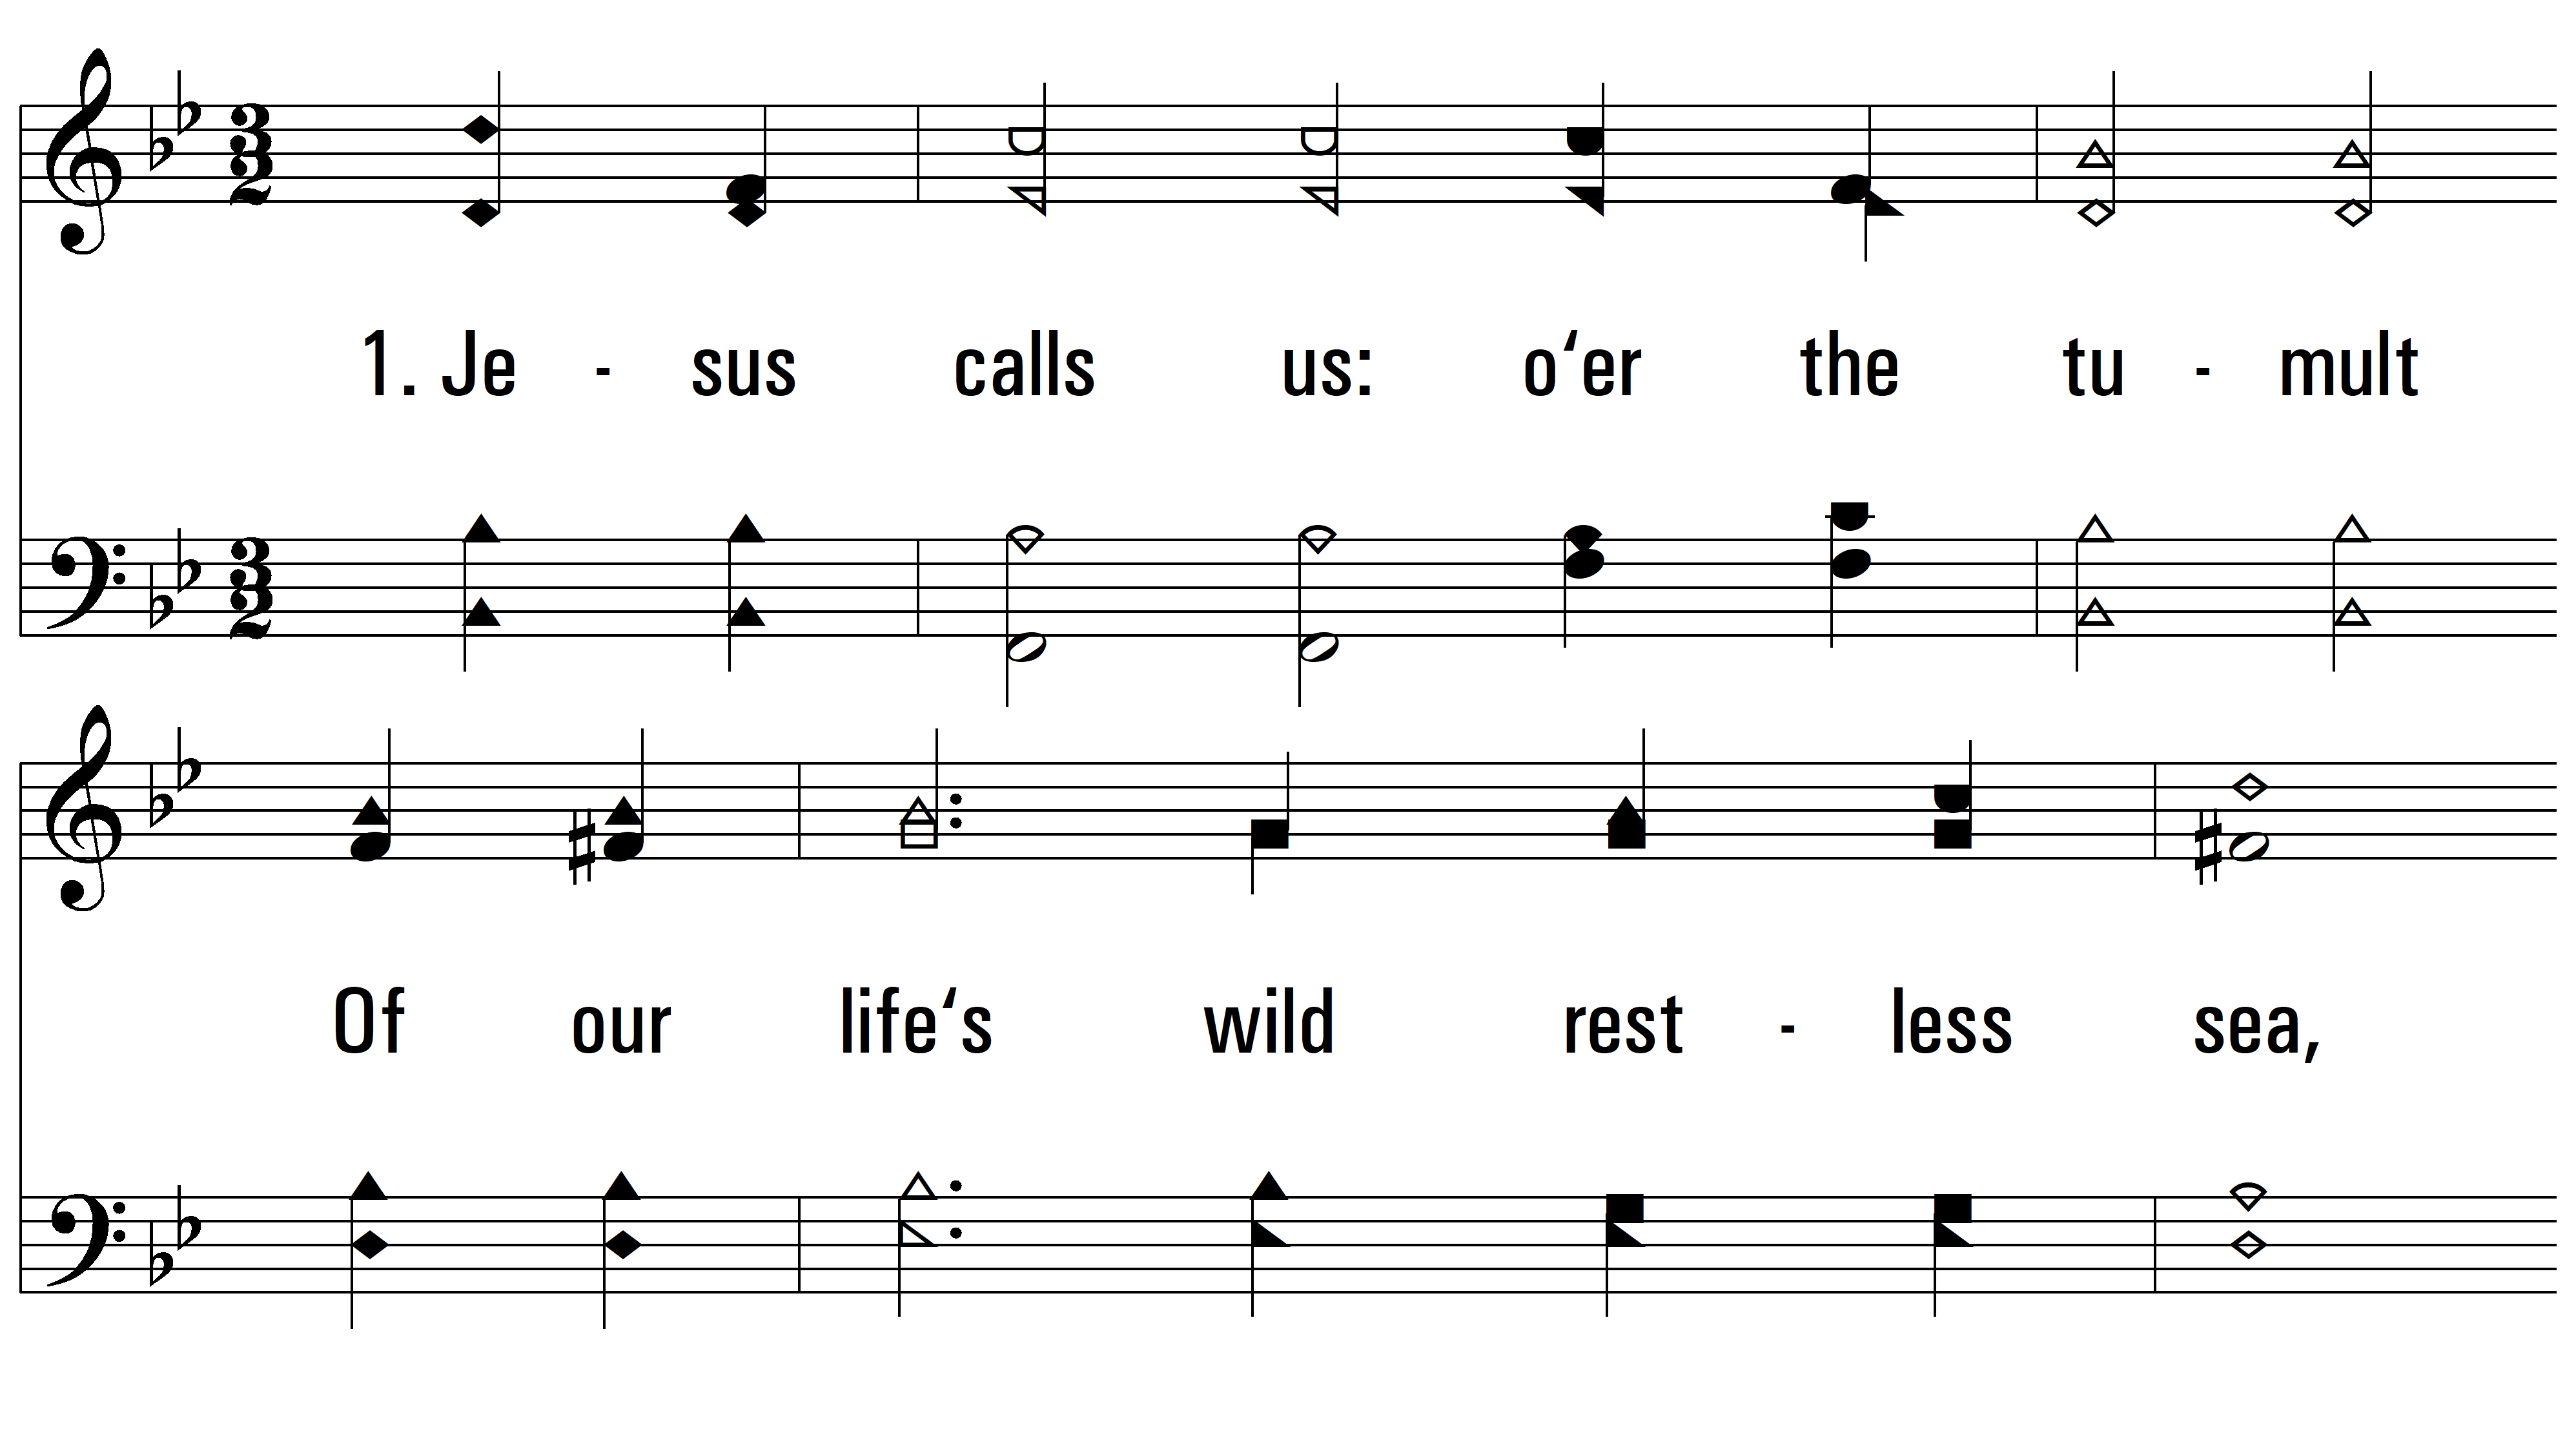 1. Je - sus calls us: o‘er the tu - mult
Of our life‘s wild rest - less sea,